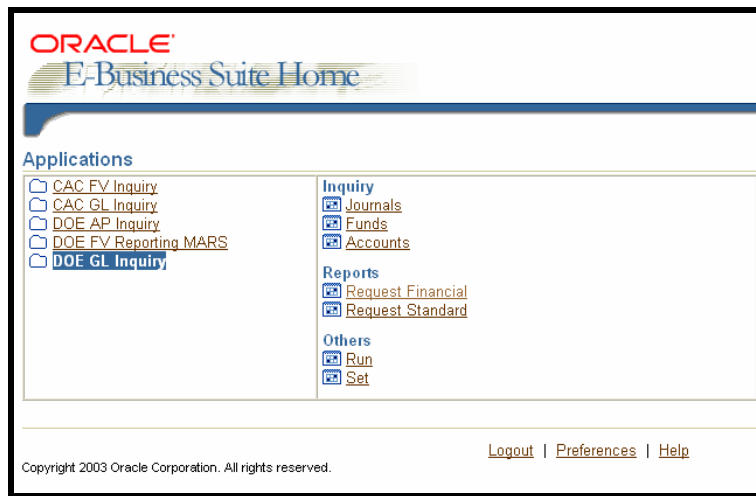 ORACLE'
E-Business Suite Home
Applications
CAC FV Inquiry
CAC GL Inquiry
DOE AP Inquiry
DOE FV Reporting MARS
DOE GL Inquiry
Inquiry
Journals
Funds
Accounts
Reports
Request Financial
Request Standard
Others
Run
Set
Logout | Preferences | Help
Copyright 2003 Oracle Corporation. All rights reserved.